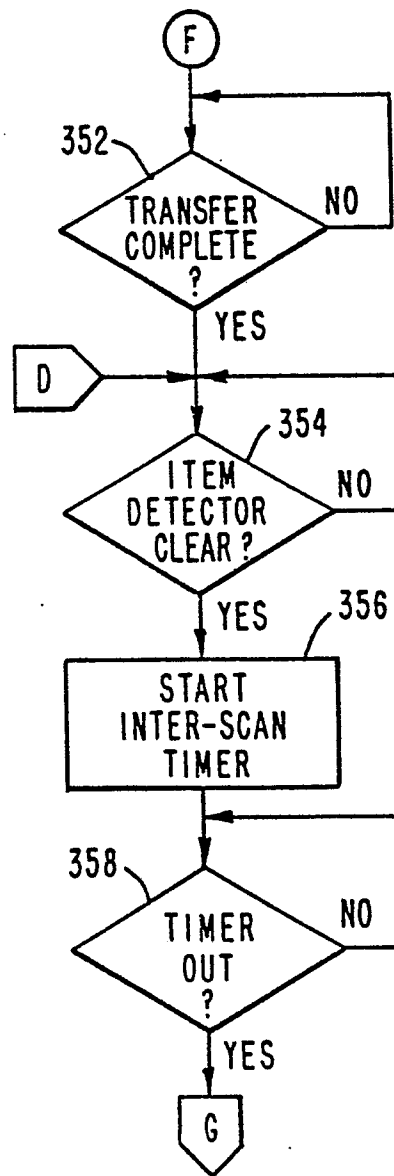 F
352
TRANSFER
COMPLETE
?
NO
YES
D
354
ITEM
DETECTOR
CLEAR?
NO
YES
356
START
INTER-SCAN
TIMER
358
TIMER
OUT
?
NO
YES
G